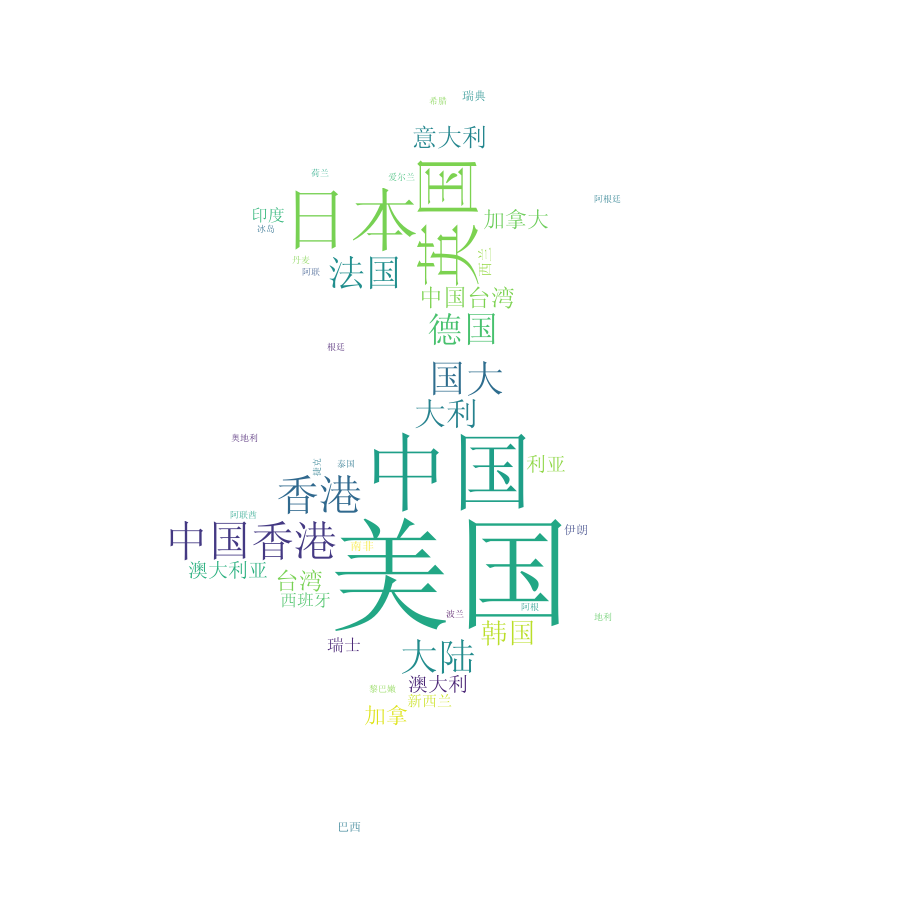 瑞典
希腊
意大利
荷兰
爱尔兰
英国
日本
阿根廷
印度
加拿大
冰岛
西兰
丹麦
阿联
法国
中国台湾
德国
根廷
国大
大利
奥地利
中国
泰国
利亚
捷克
香港
阿联酋
中国香港
美国
伊朗
南非
澳大利亚
台湾
西班牙
阿根
波兰
地利
韩国
瑞士
大陆
澳大利
黎巴嫩
新西兰
加拿
巴西